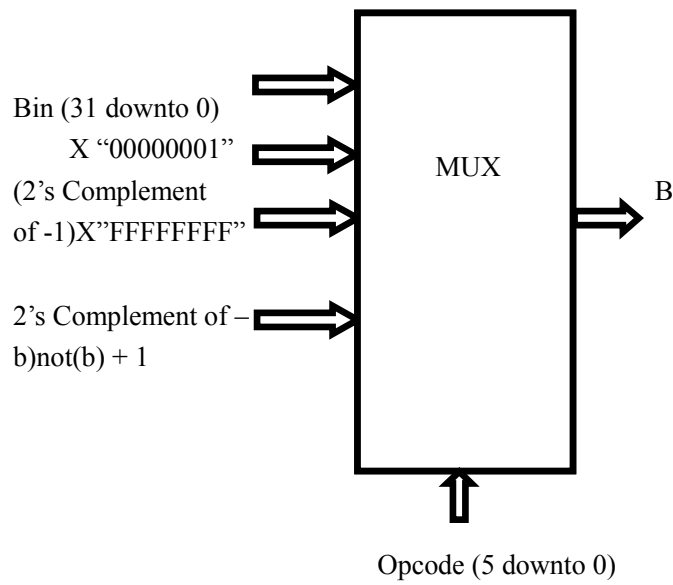 Bin (31 downto 0)
X “00000001”
(2’s Complement
of -1)X”FFFFFFFF”
2’s Complement of –
b)not(b) + 1
MUX
B
Opcode (5 downto 0)